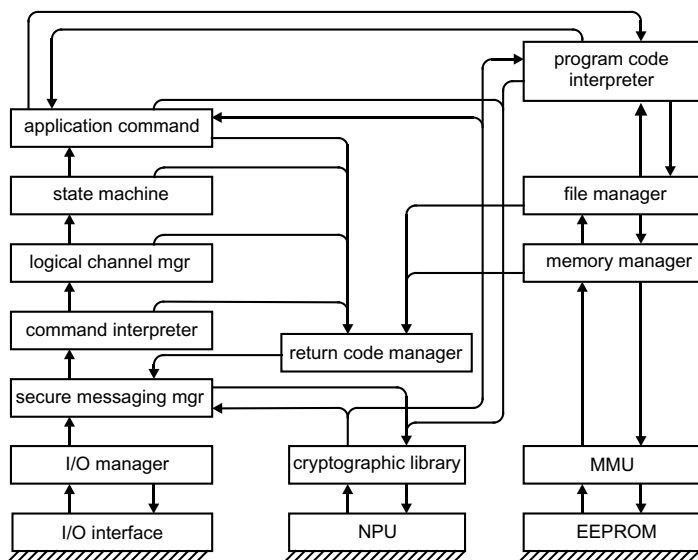 program code
interpreter
application command
state machine
file manager
logical channel mgr
memory manager
command interpreter
return code manager
secure messaging mgr
I/O manager
cryptographic library
MMU
I/O interface
NPU
EEPROM